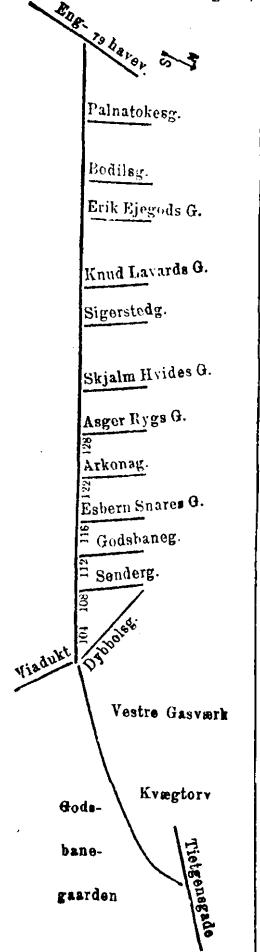 Eng-
79 havev.
S N
Palnatokesg.
Bodilsg.
Erik Ejegods G.
Knud Lavards G.
Sigerstedg.
Skjalm Hvides G.
Asger Rygs G.
128
Arkonag.
122
Esbern Snares G.
116
Godsbaneg.
112
Sønderg.
108
104
Dybbølsg.
Viadukt
Vestre Gasværk
Kvægtorv
Gods-
bane-
gaarden
Tietgensgade